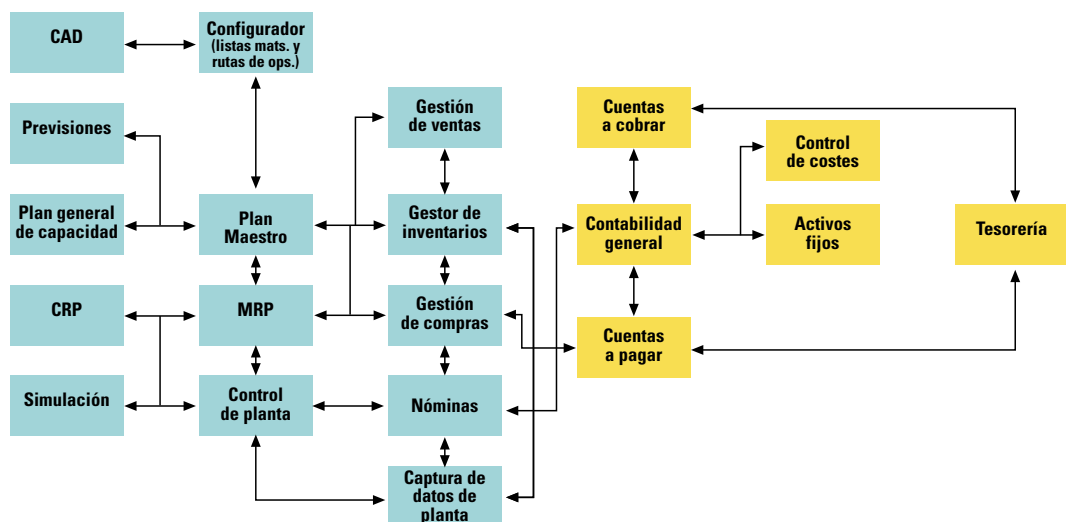 CAD
Configurador
(listas mats. y
rutas de ops.)
Previsiones
Gestión
de ventas
Cuentas
a cobrar
Control
de costes
Plan general
de capacidad
Plan
Maestro
Gestor de
inventarios
Contabilidad
general
Activos
fijos
Tesorería
CRP
MRP
Gestión
de compras
Cuentas
a pagar
Simulación
Control
de planta
Nóminas
Captura de
datos de
planta